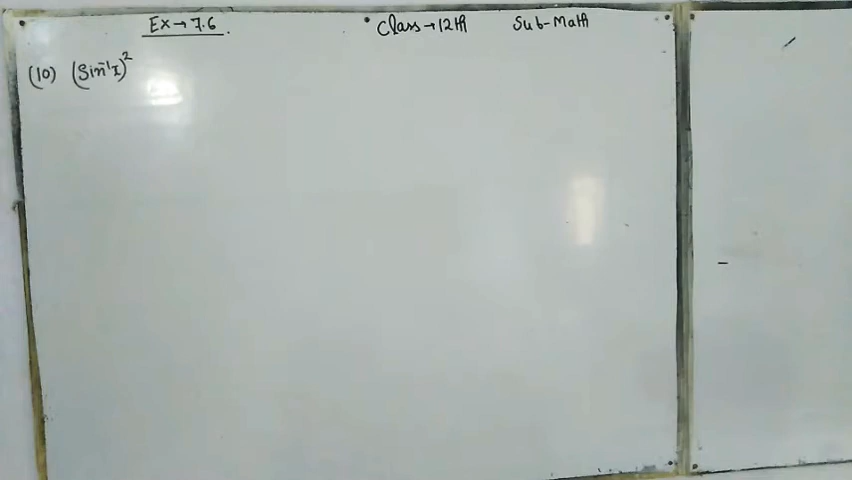 Ex→7.6. Class→12th Sub-Math
(10) (Sin⁻¹x)²